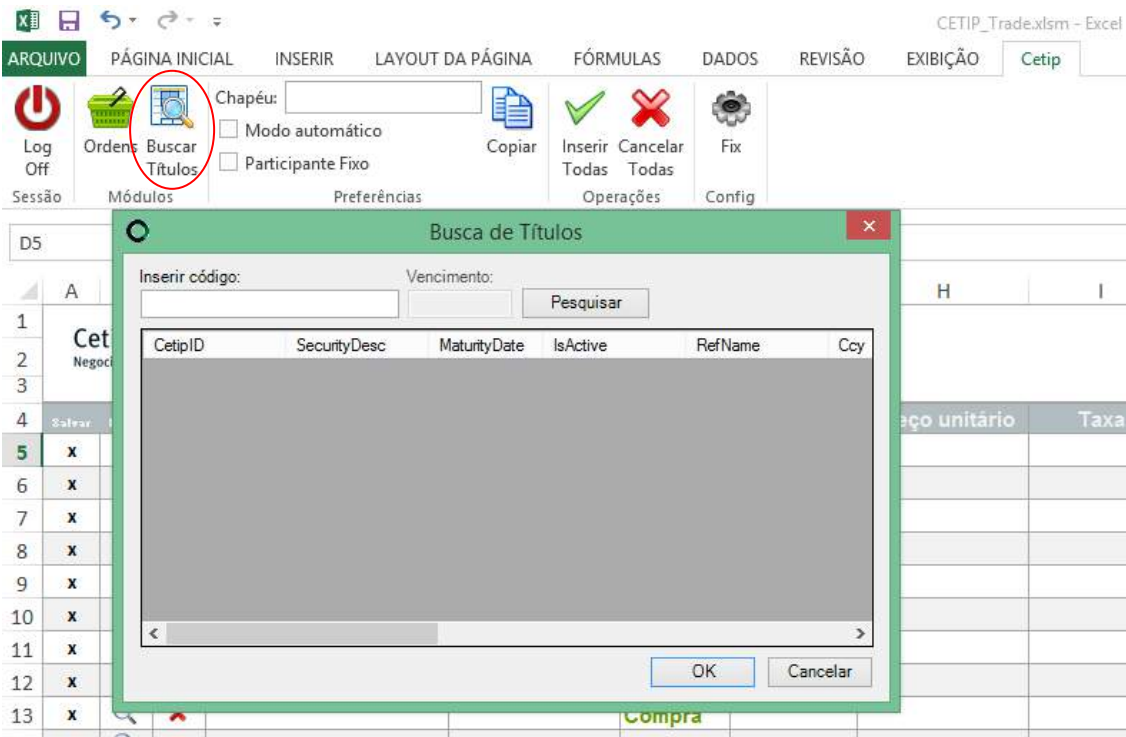 CETIP_Trade.xlsm - Excel
ARQUIVO PÁGINA INICIAL INSERIR LAYOUT DA PÁGINA FÓRMULAS DADOS REVISÃO EXIBIÇÃO Cetip
Log Off
Ordens
Buscar Títulos
Chapéu:
Modo automático
Participante Fixo
Copiar
Inserir Todas
Cancelar Todas
Fix
Sessão Módulos Preferências Operações Config
D5
Busca de Títulos
Inserir código: Vencimento:
Pesquisar
CetipID SecurityDesc MaturityDate IsActive RefName Ccy
OK Cancelar
A H I
1
2
3
4 Salvar Taxa
5 x
6 x
7 x
8 x
9 x
10 x
11 x
12 x
13 x Compra